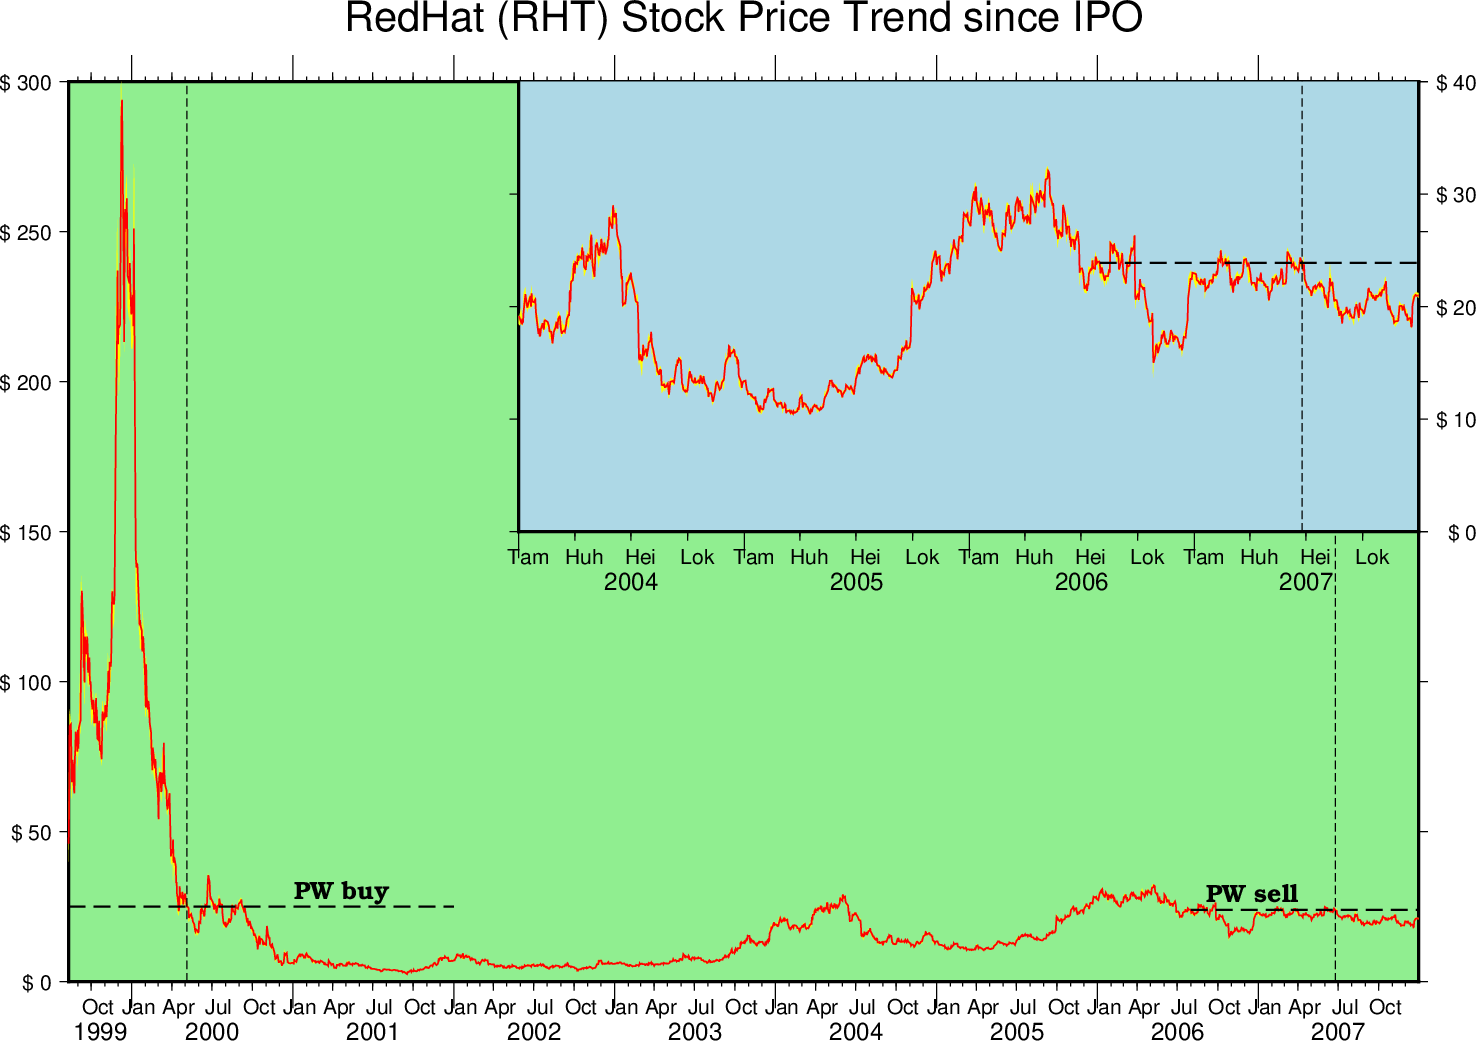 RedHat (RHT) Stock Price Trend since IPO
$ 300
$ 250
$ 200
$ 150
$ 100
$ 50
$ 0
$ 40
$ 30
$ 20
$ 10
$ 0
Tam Huh Hei Lok Tam Huh Hei Lok Tam Huh Hei Lok Tam Huh Hei Lok
2004 2005 2006 2007
PW buy
PW sell
Oct Jan Apr Jul Oct Jan Apr Jul Oct Jan Apr Jul Oct Jan Apr Jul Oct Jan Apr Jul Oct Jan Apr Jul Oct Jan Apr Jul Oct Jan Apr Jul Oct
1999 2000 2001 2002 2003 2004 2005 2006 2007